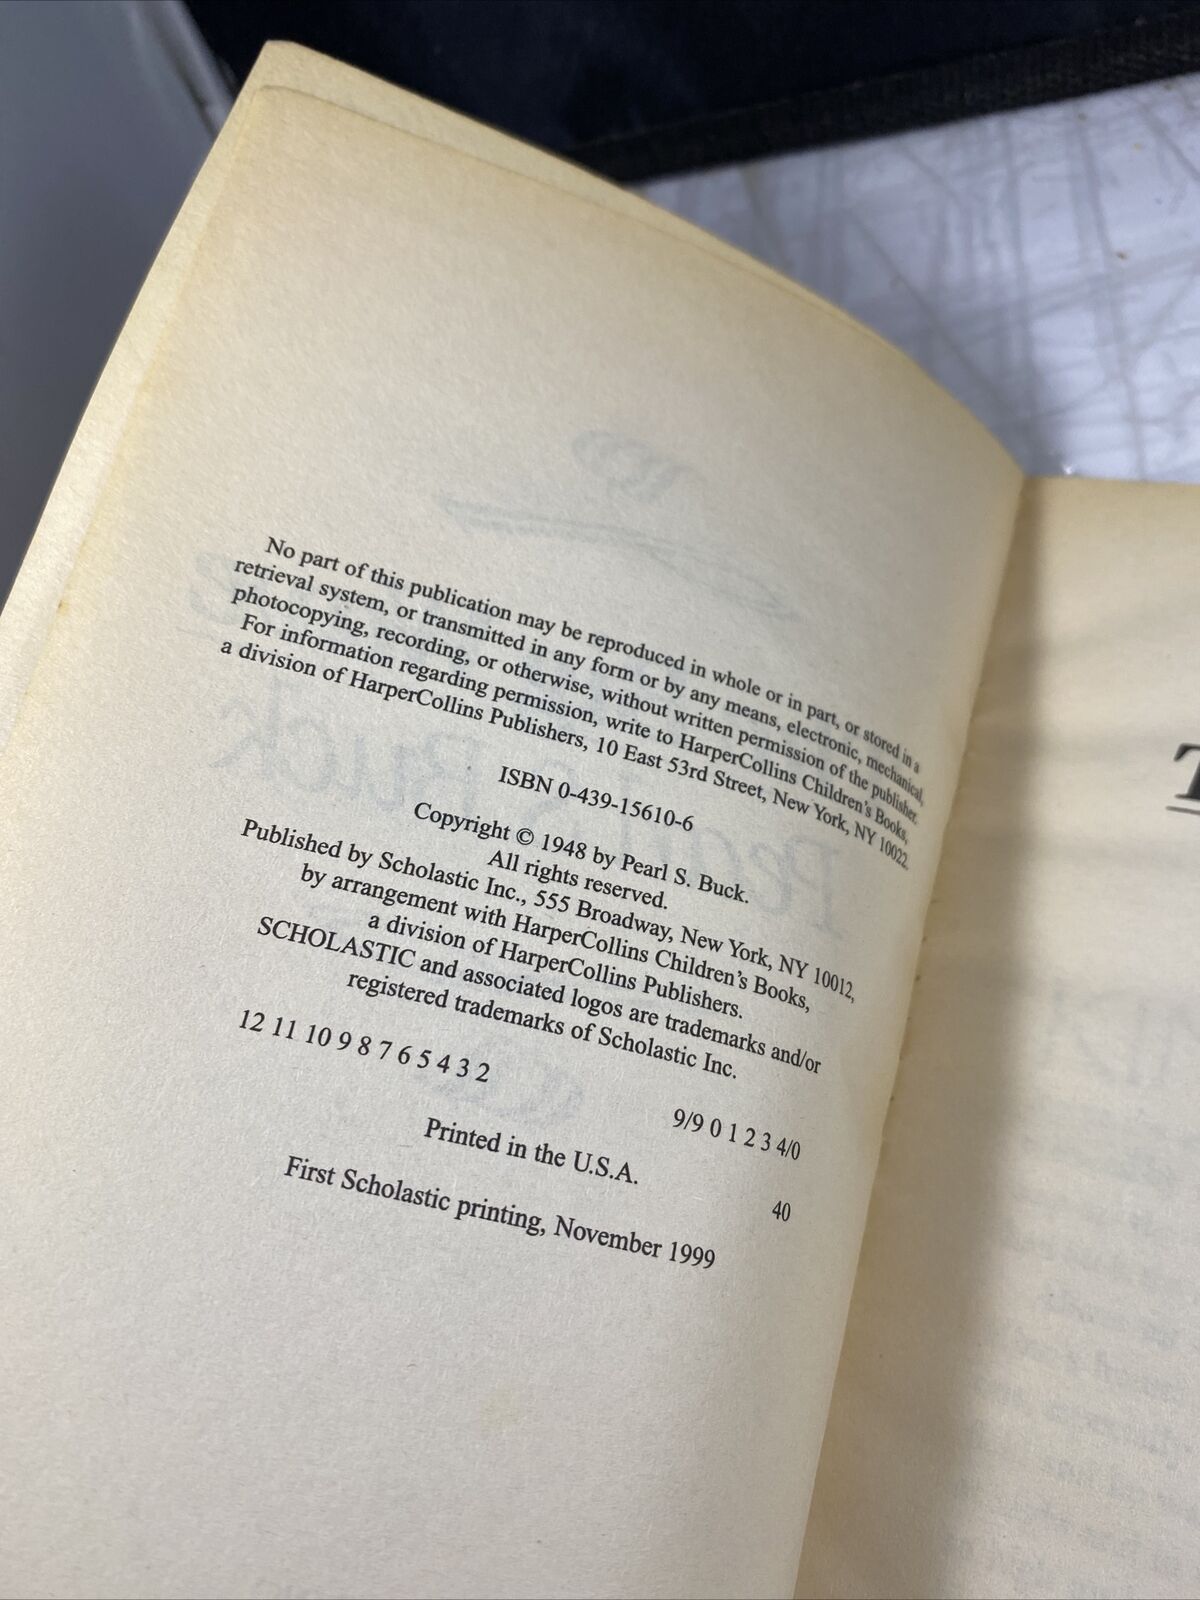 No part of this publication may be reproduced in whole or in part, or stored in a
retrieval system, or transmitted in any form or by any means, electronic, mechanical,
photocopying, recording, or otherwise, without written permission of the publisher.
For information regarding permission, write to HarperCollins Children's Books,
a division of HarperCollins Publishers, 10 East 53rd Street, New York, NY 10022.
ISBN 0-439-15610-6
Copyright © 1948 by Pearl S. Buck.
All rights reserved.
Published by Scholastic Inc., 555 Broadway, New York, NY 10012,
by arrangement with HarperCollins Children's Books,
a division of HarperCollins Publishers.
SCHOLASTIC and associated logos are trademarks and/or
registered trademarks of Scholastic Inc.
12 11 10 9 8 7 6 5 4 3 2
9/9 0 1 2 3 4/0
Printed in the U.S.A.
40
First Scholastic printing, November 1999
T